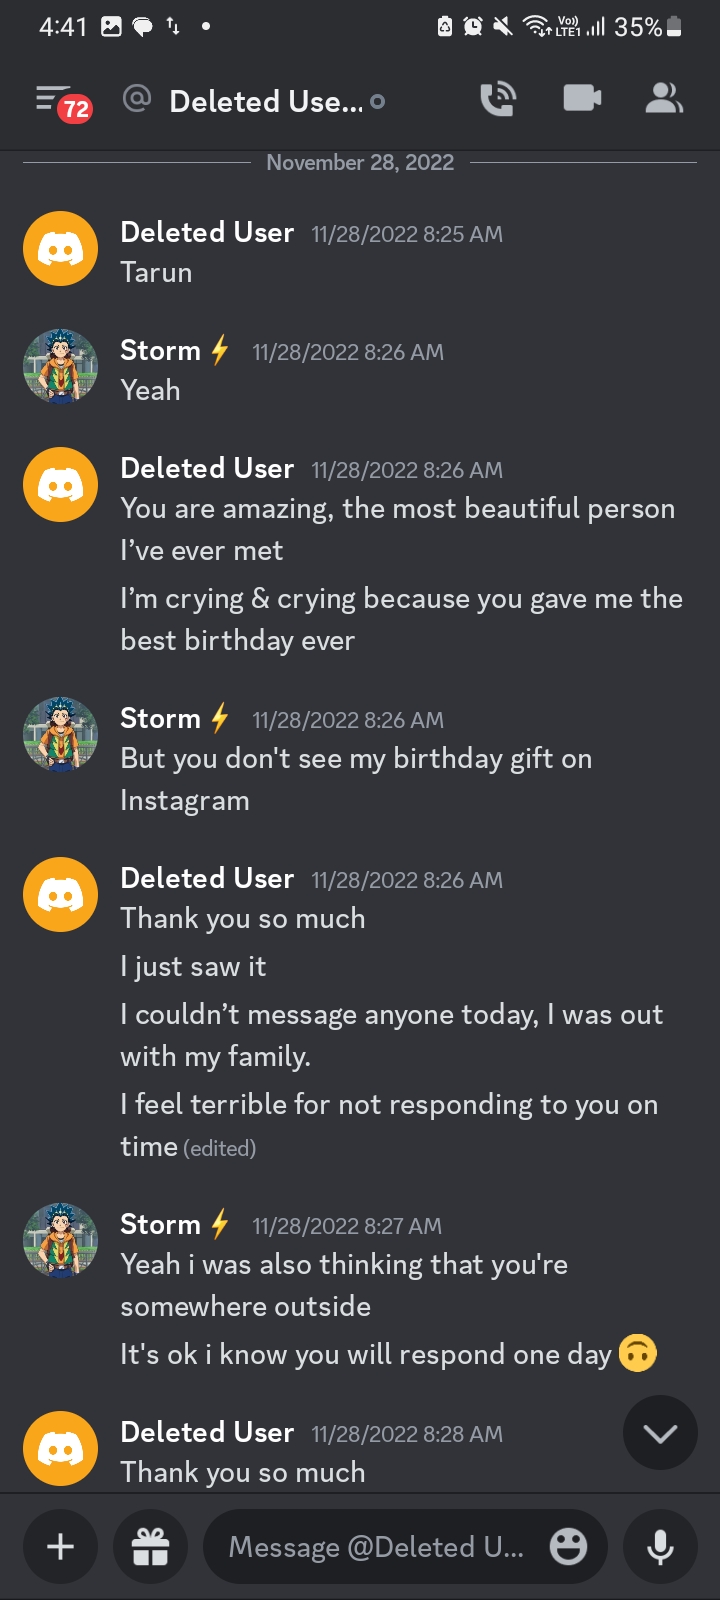 4:41
Vo))
LTE1
35%
72
Deleted Use...
November 28, 2022
Deleted User 11/28/2022 8:25 AM
Tarun
Storm⚡ 11/28/2022 8:26 AM
Yeah
Deleted User 11/28/2022 8:26 AM
You are amazing, the most beautiful person
I’ve ever met
I’m crying & crying because you gave me the
best birthday ever
Storm⚡ 11/28/2022 8:26 AM
But you don't see my birthday gift on
Instagram
Deleted User 11/28/2022 8:26 AM
Thank you so much
I just saw it
I couldn’t message anyone today, I was out
with my family.
I feel terrible for not responding to you on
time (edited)
Storm⚡ 11/28/2022 8:27 AM
Yeah i was also thinking that you're
somewhere outside
It's ok i know you will respond one day 🙃
Deleted User 11/28/2022 8:28 AM
Thank you so much
Message @Deleted U...